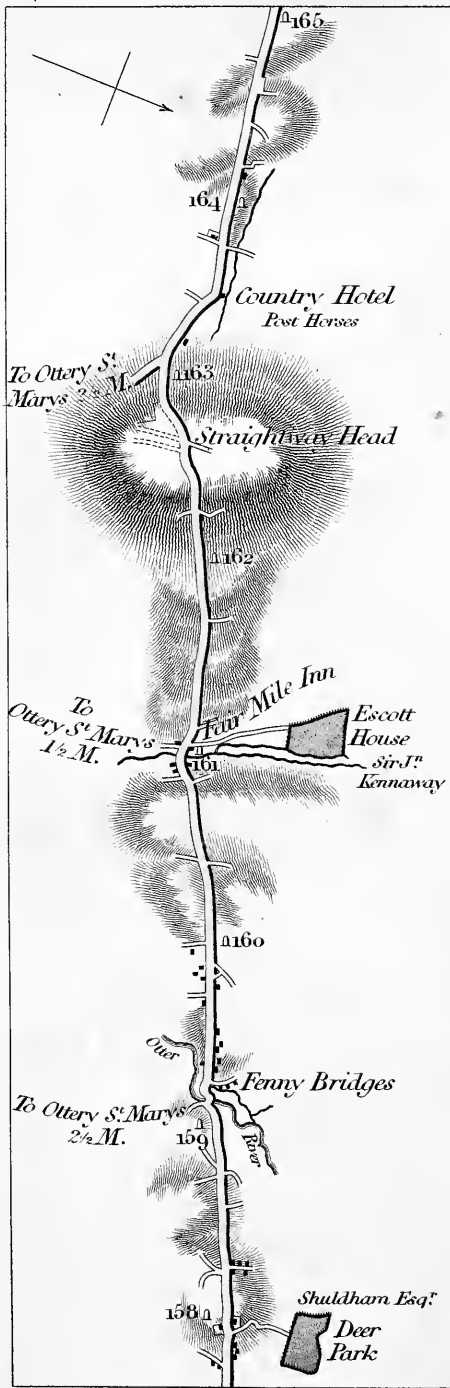 165
164
Country Hotel
Post Horses
To Ottery St.
Marys 2½ M.
163
Straightway Head
162
To
Ottery St. Marys
1½ M.
Fair Mile Inn
161
Escott
House
Sir Jn.
Kennaway
160
Otter
Fenny Bridges
To Ottery St. Marys
2½ M.
159
River
158
Shuldham Esqr.
Deer
Park